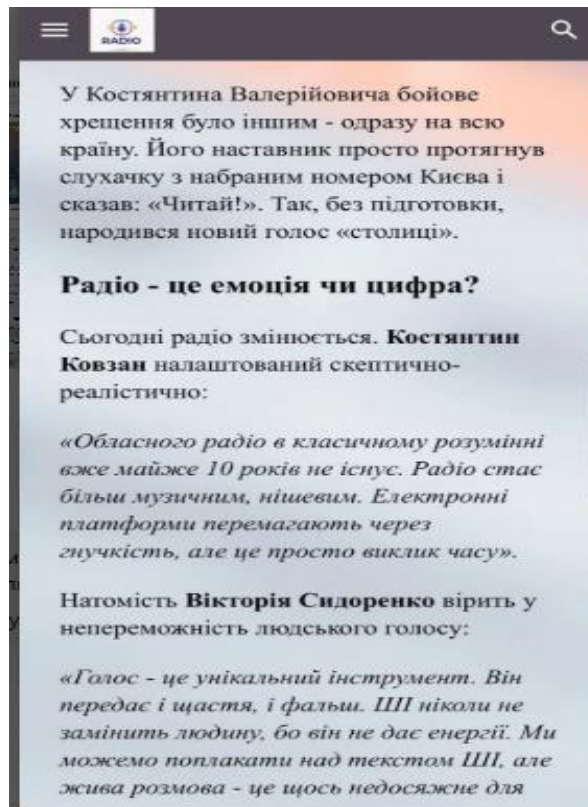 RADIO
У Костянтина Валерійовича бойове
хрещення було іншим - одразу на всю
країну. Його наставник просто протягнув
слухачку з набраним номером Києва і
сказав: «Читай!». Так, без підготовки,
народився новий голос «столиці».
Радіо - це емоція чи цифра?
Сьогодні радіо змінюється. Костянтин
Ковзан налаштований скептично-
реалістично:
«Обласного радіо в класичному розумінні
вже майже 10 років не існує. Радіо стає
більш музичним, нішевим. Електронні
платформи перемагають через
гнучкість, але це просто виклик часу».
Натомість Вікторія Сидоренко вірить у
непереможність людського голосу:
«Голос - це унікальний інструмент. Він
передає і щастя, і фальш. ШІ ніколи не
замінить людину, бо він не дає енергії. Ми
можемо поплакати над текстом ШІ, але
жива розмова - це щось недосяжне для